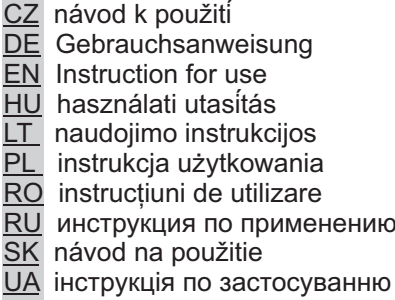 CZ návod k použití
DE Gebrauchsanweisung
EN Instruction for use
HU használati utasítás
LT naudojimo instrukcijos
PL instrukcja użytkowania
RO instrucțiuni de utilizare
RU инструкция по применению
SK návod na použitie
UA інструкція по застосуванню